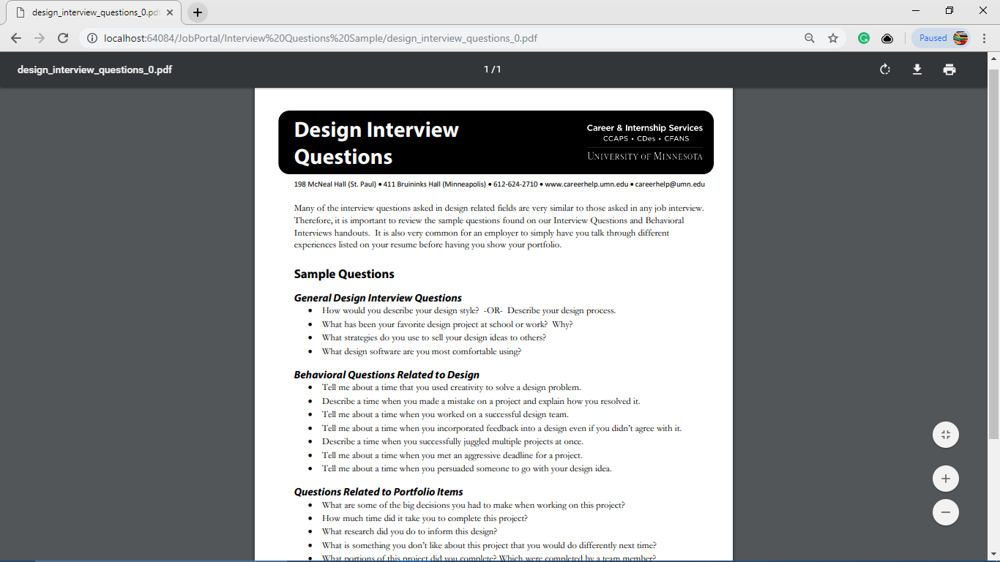 design_interview_questions_0.pdf
localhost:64084/JobPortal/Interview%20Questions%20Sample/design_interview_questions_0.pdf
Paused
design_interview_questions_0.pdf
1 / 1
Design Interview
Questions
Career & Internship Services
CCAPS • CDes • CFANS
UNIVERSITY OF MINNESOTA
198 McNeal Hall (St. Paul) • 411 Bruininks Hall (Minneapolis) • 612-624-2710 • www.careerhelp.umn.edu • careerhelp@umn.edu
Many of the interview questions asked in design related fields are very similar to those asked in any job interview.
Therefore, it is important to review the sample questions found on our Interview Questions and Behavioral
Interviews handouts.  It is also very common for an employer to simply have you talk through different
experiences listed on your resume before having you show your portfolio.
Sample Questions
General Design Interview Questions
• How would you describe your design style?  -OR-  Describe your design process.
• What has been your favorite design project at school or work?  Why?
• What strategies do you use to sell your design ideas to others?
• What design software are you most comfortable using?
Behavioral Questions Related to Design
• Tell me about a time that you used creativity to solve a design problem.
• Describe a time when you made a mistake on a project and explain how you resolved it.
• Tell me about a time when you worked on a successful design team.
• Tell me about a time when you incorporated feedback into a design even if you didn't agree with it.
• Describe a time when you successfully juggled multiple projects at once.
• Tell me about a time when you met an aggressive deadline for a project.
• Tell me about a time when you persuaded someone to go with your design idea.
Questions Related to Portfolio Items
• What are some of the big decisions you had to make when working on this project?
• How much time did it take you to complete this project?
• What research did you do to inform this design?
• What is something you don't like about this project that you would do differently next time?
• What portions of this project did you complete? Which were completed by a team member?